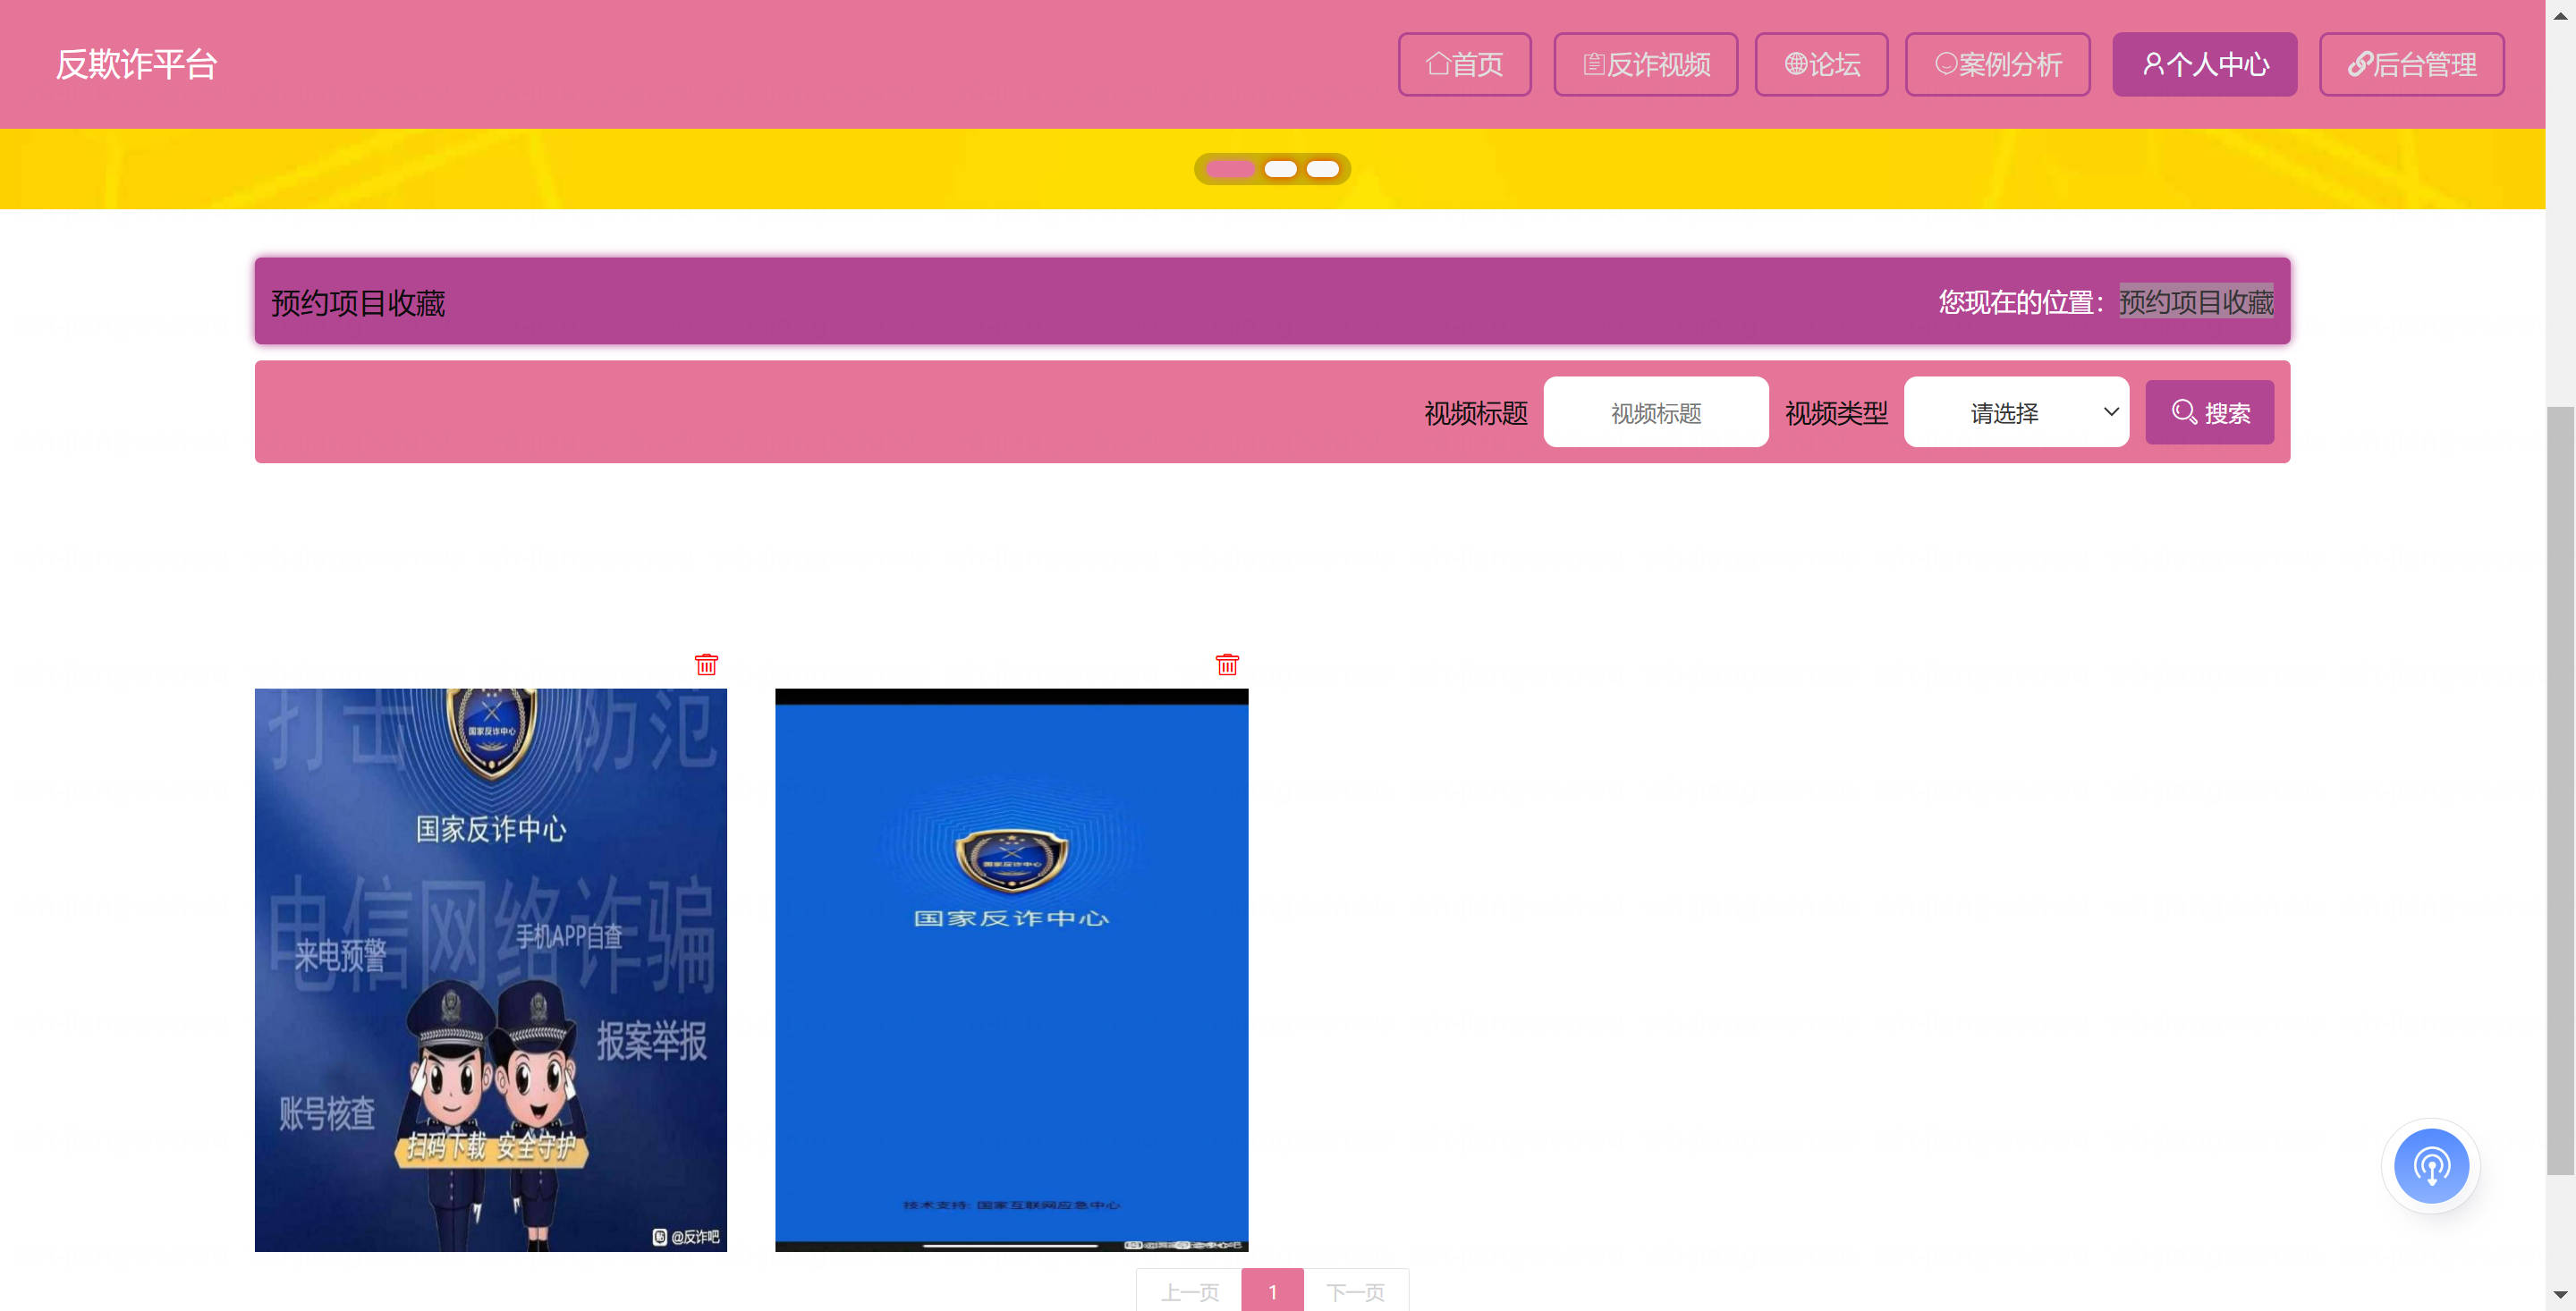 反欺诈平台
首页
反诈视频
论坛
案例分析
个人中心
后台管理
预约项目收藏
您现在的位置：预约项目收藏
视频标题
视频标题
视频类型
请选择
搜索
打击 防范
国家反诈中心
国家反诈中心
电信网络诈骗
手机APP自查
来电预警
报案举报
账号核查
扫码下载 安全守护
@反诈吧
国家反诈中心
国家反诈中心
技术支持: 国家互联网应急中心
上一页
1
下一页